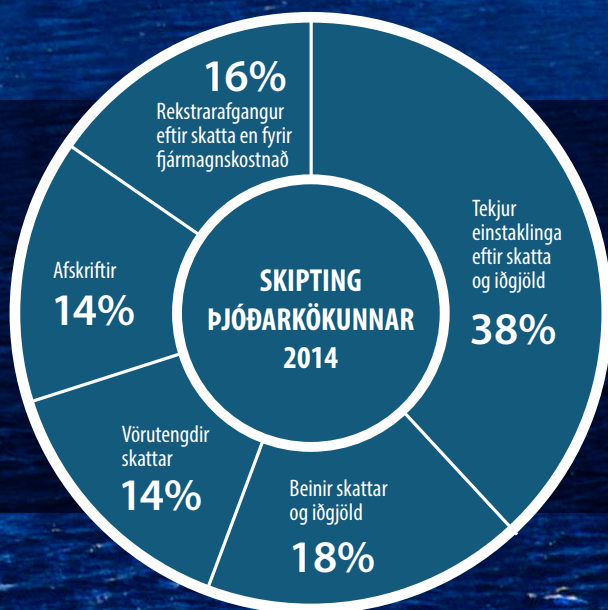 SKIPTING
ÞJÓÐARKÖKUNNAR
2014
Tekjur
einstaklinga
eftir skatta
og iðgjöld
38%
Beinir skattar
og iðgjöld
18%
Vörutengdir
skattar
14%
Afskriftir
14%
16%
Rekstrarafgangur
eftir skatta en fyrir
fjármagnskostnað